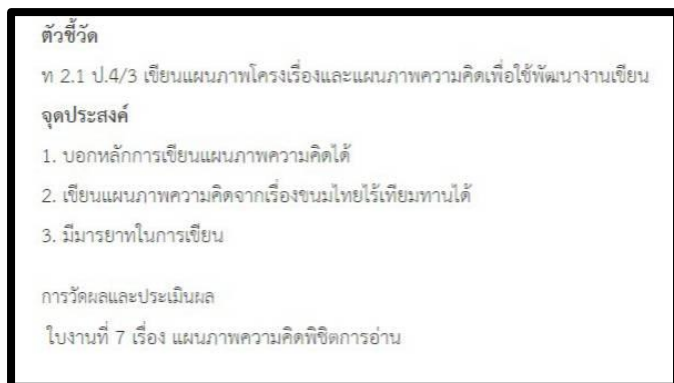 ตัวชี้วัด
ท 2.1 ป.4/3 เขียนแผนภาพโครงเรื่องและแผนภาพความคิดเพื่อใช้พัฒนางานเขียน
จุดประสงค์
1. บอกหลักการเขียนแผนภาพความคิดได้
2. เขียนแผนภาพความคิดจากเรื่องขนมไทยไร้เทียมทานได้
3. มีมารยาทในการเขียน
การวัดผลและประเมินผล
ใบงานที่ 7 เรื่อง แผนภาพความคิดพิชิตการอ่าน